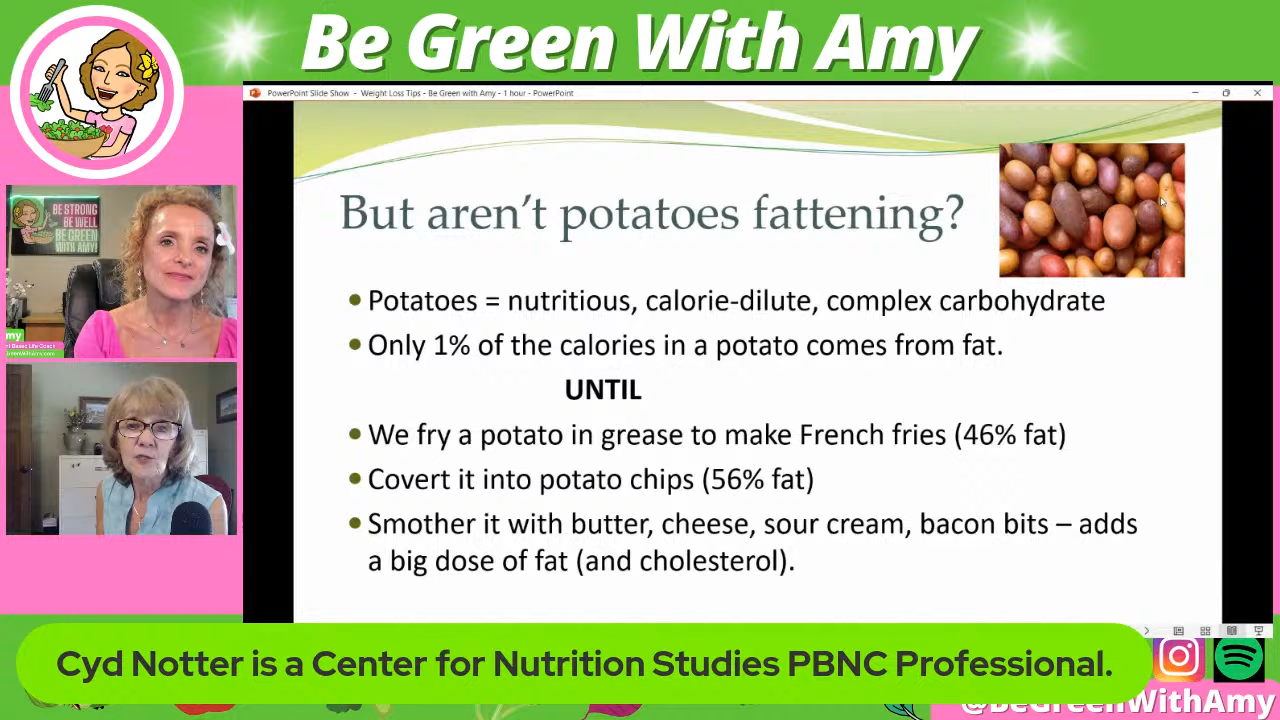 Be Green With Amy
PowerPoint Slide Show - Weight Loss Tips - Be Green with Amy - 1 hour - PowerPoint
BE STRONG
BE WELL
BE GREEN
WITH AMY!
But aren't potatoes fattening?
• Potatoes = nutritious, calorie-dilute, complex carbohydrate
• Only 1% of the calories in a potato comes from fat.
UNTIL
• We fry a potato in grease to make French fries (46% fat)
• Covert it into potato chips (56% fat)
• Smother it with butter, cheese, sour cream, bacon bits – adds
a big dose of fat (and cholesterol).
Cyd Notter is a Center for Nutrition Studies PBNC Professional.
@BeGreenWithAmy